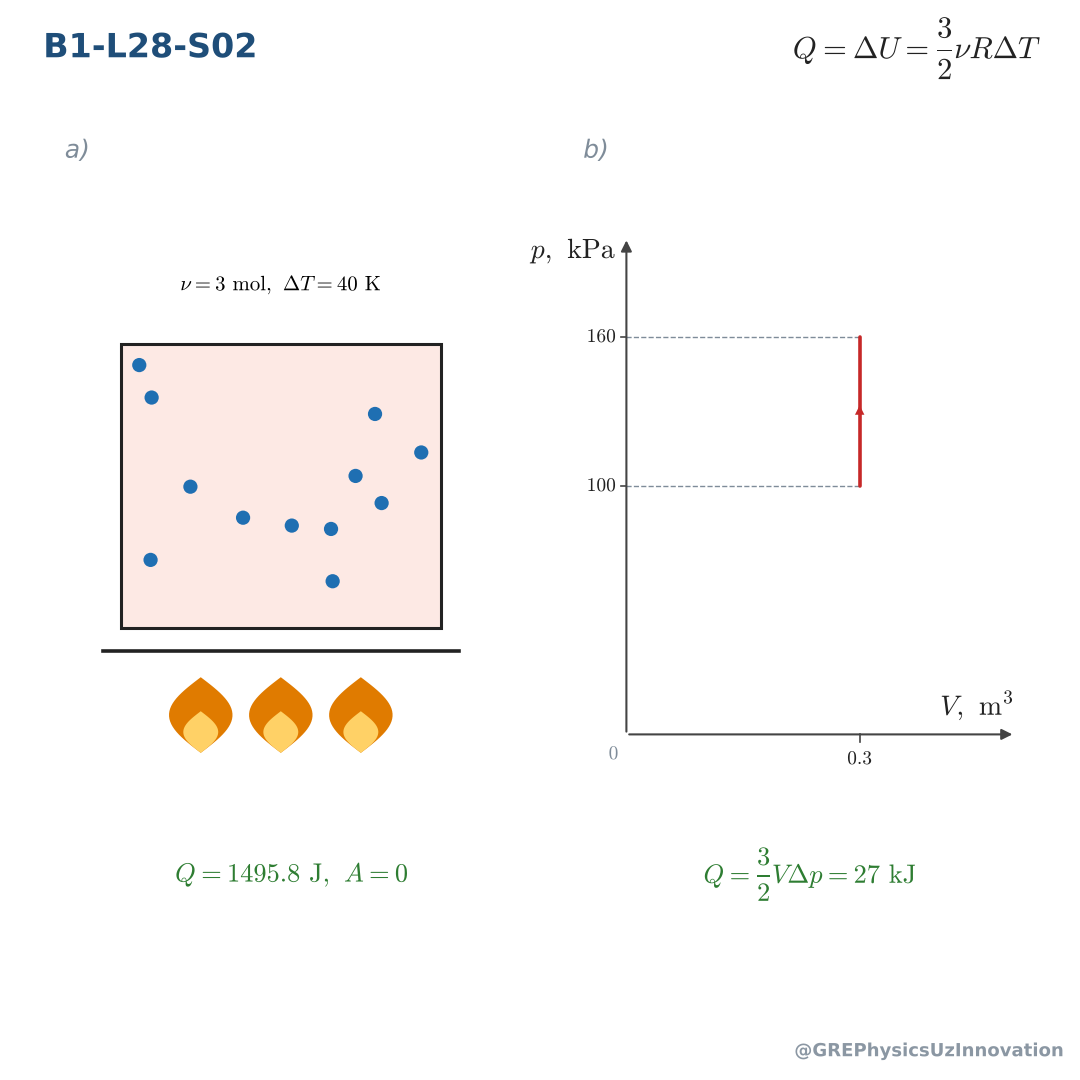 B1-L28-S02
Q = ΔU = 3/2 νRΔT
a)
b)
ν = 3 mol, ΔT = 40 K
p, kPa
160
100
V, m³
0
0.3
Q = 1495.8 J, A = 0
Q = 3/2 VΔp = 27 kJ
@GREPhysicsUzInnovation